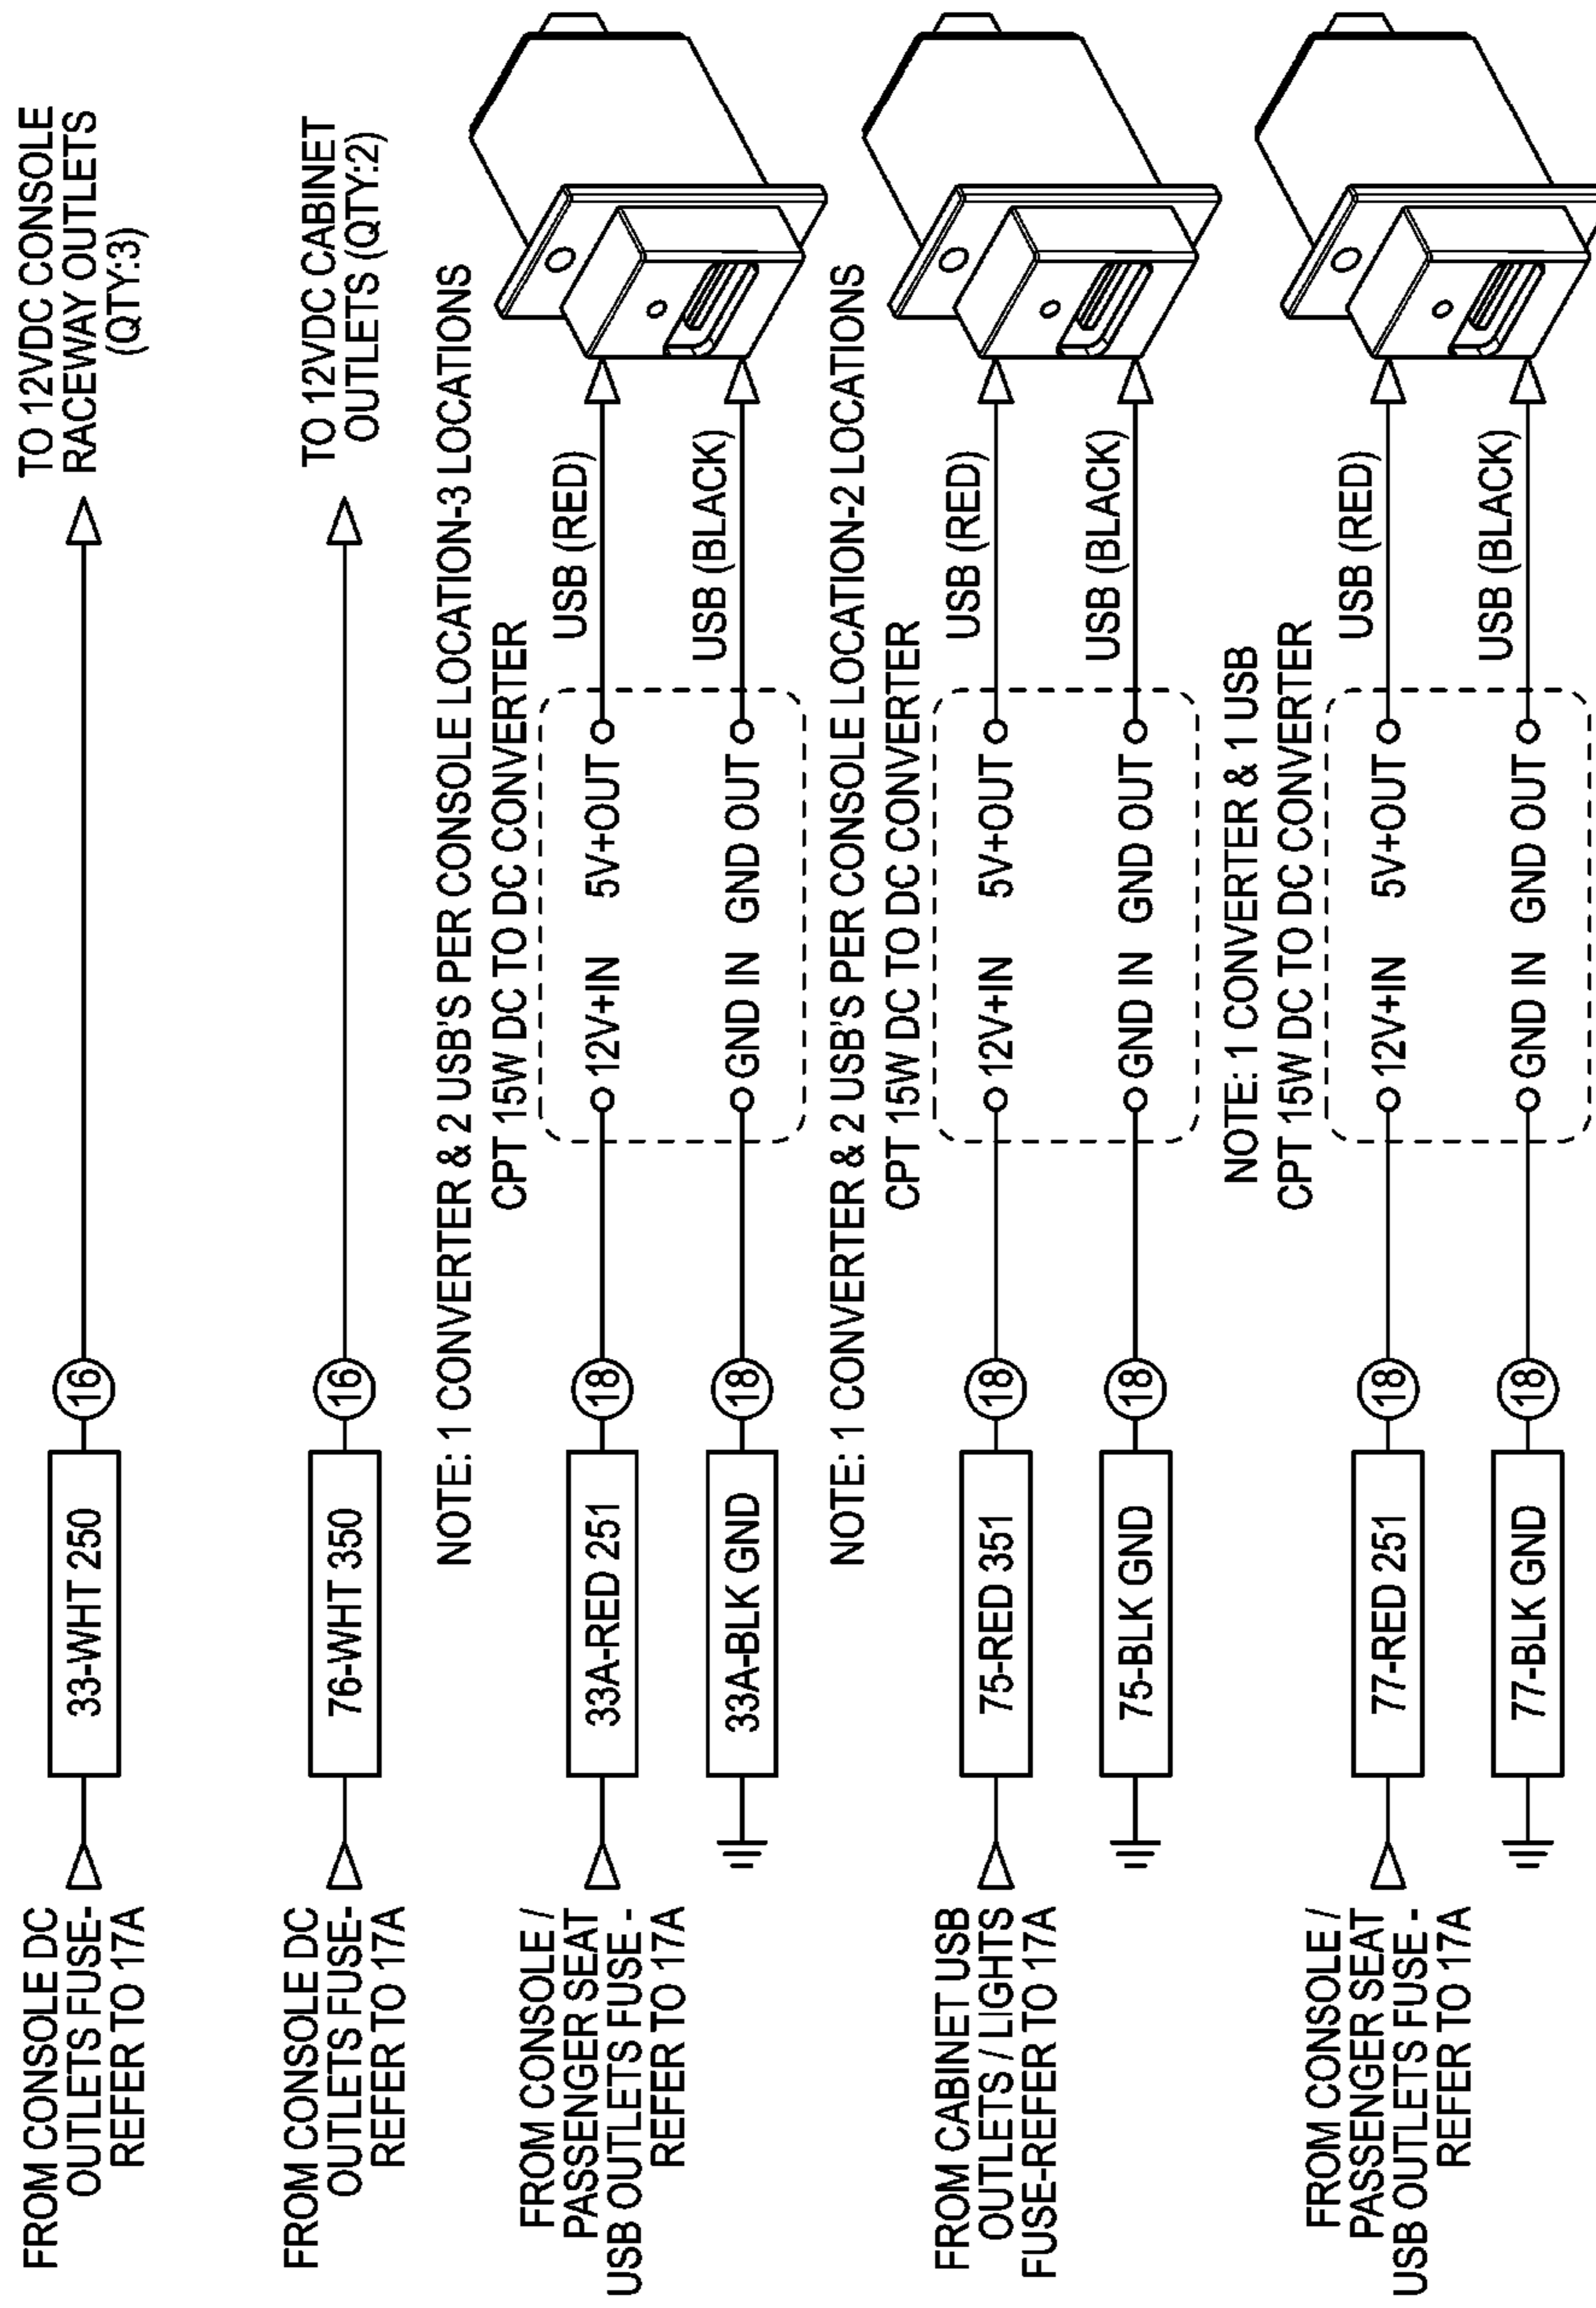 FROM CONSOLE DC
OUTLETS FUSE-
REFER TO 17A
33-WHT 250
16
TO 12VDC CONSOLE
RACEWAY OUTLETS
(QTY:3)
FROM CONSOLE DC
OUTLETS FUSE-
REFER TO 17A
76-WHT 350
16
TO 12VDC CABINET
OUTLETS (QTY:2)
NOTE: 1 CONVERTER & 2 USB'S PER CONSOLE LOCATION-3 LOCATIONS
CPT 15W DC TO DC CONVERTER
FROM CONSOLE /
PASSENGER SEAT
USB OUTLETS FUSE -
REFER TO 17A
33A-RED 251
18
12V+IN 5V+OUT
USB (RED)
33A-BLK GND
18
GND IN GND OUT
USB (BLACK)
NOTE: 1 CONVERTER & 2 USB'S PER CONSOLE LOCATION-2 LOCATIONS
CPT 15W DC TO DC CONVERTER
FROM CABINET USB
OUTLETS / LIGHTS
FUSE-REFER TO 17A
75-RED 351
18
12V+IN 5V+OUT
USB (RED)
75-BLK GND
18
GND IN GND OUT
USB (BLACK)
NOTE: 1 CONVERTER & 1 USB
CPT 15W DC TO DC CONVERTER
FROM CONSOLE /
PASSENGER SEAT
USB OUTLETS FUSE -
REFER TO 17A
77-RED 251
18
12V+IN 5V+OUT
USB (RED)
77-BLK GND
18
GND IN GND OUT
USB (BLACK)